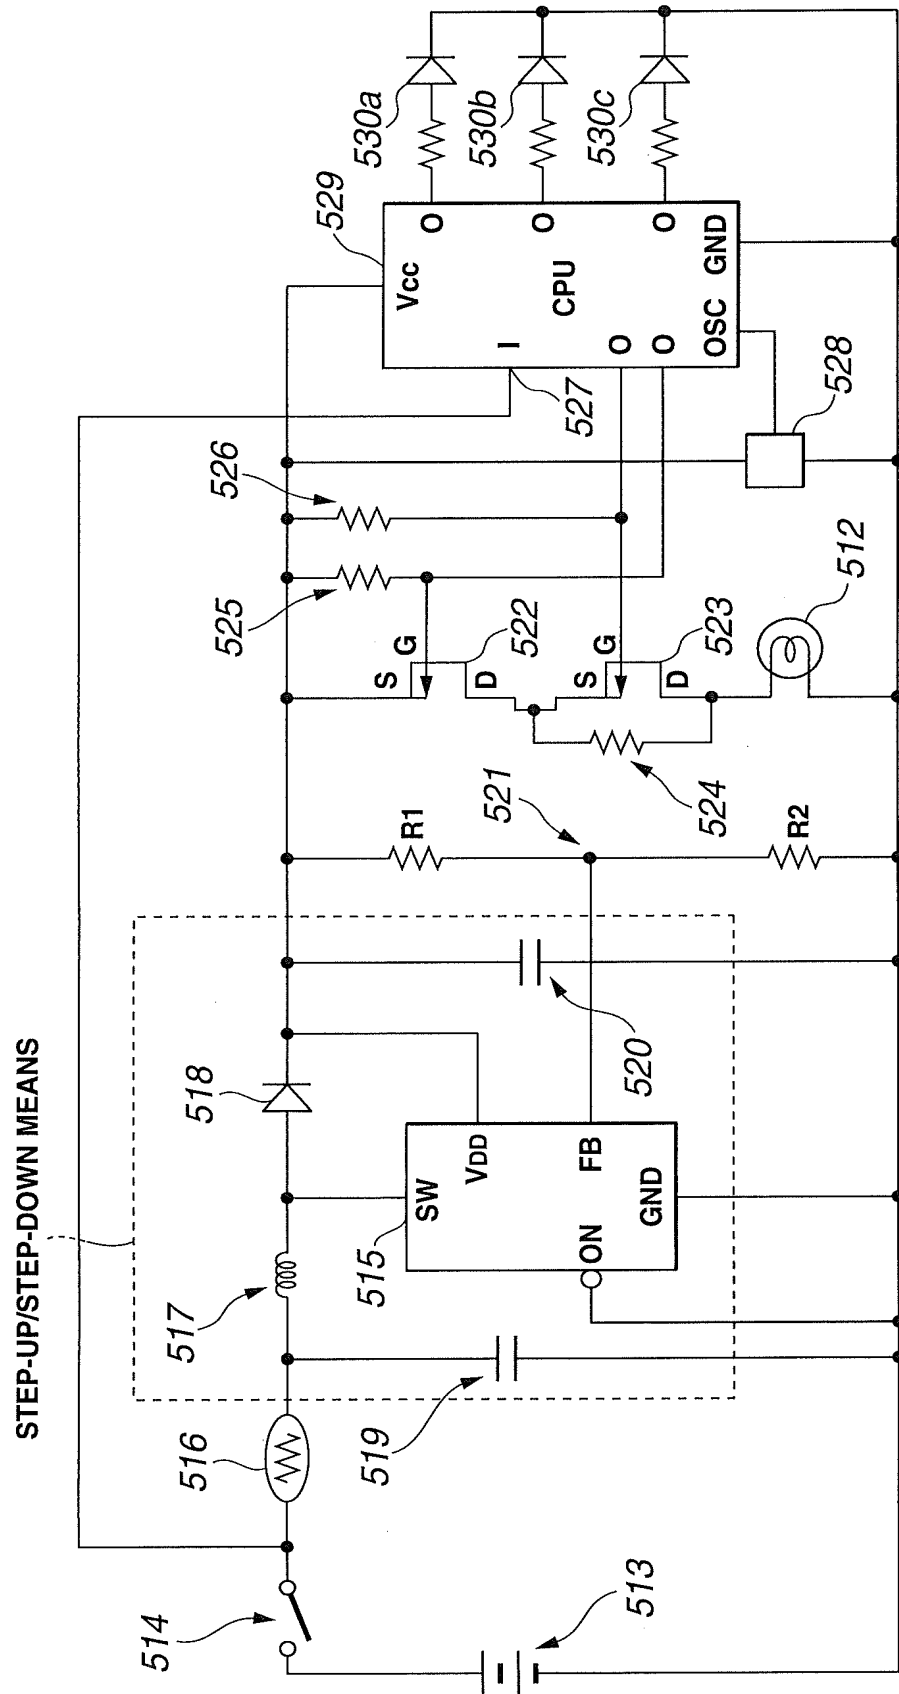 STEP-UP/STEP-DOWN MEANS
514
513
516
519
517
515
518
SW
VDD
ON
FB
GND
520
521
R1
R2
524
S
G
D
522
S
G
D
523
512
525
526
527
528
529
Vcc
I
CPU
O
O
O
O
O
OSC
GND
530a
530b
530c